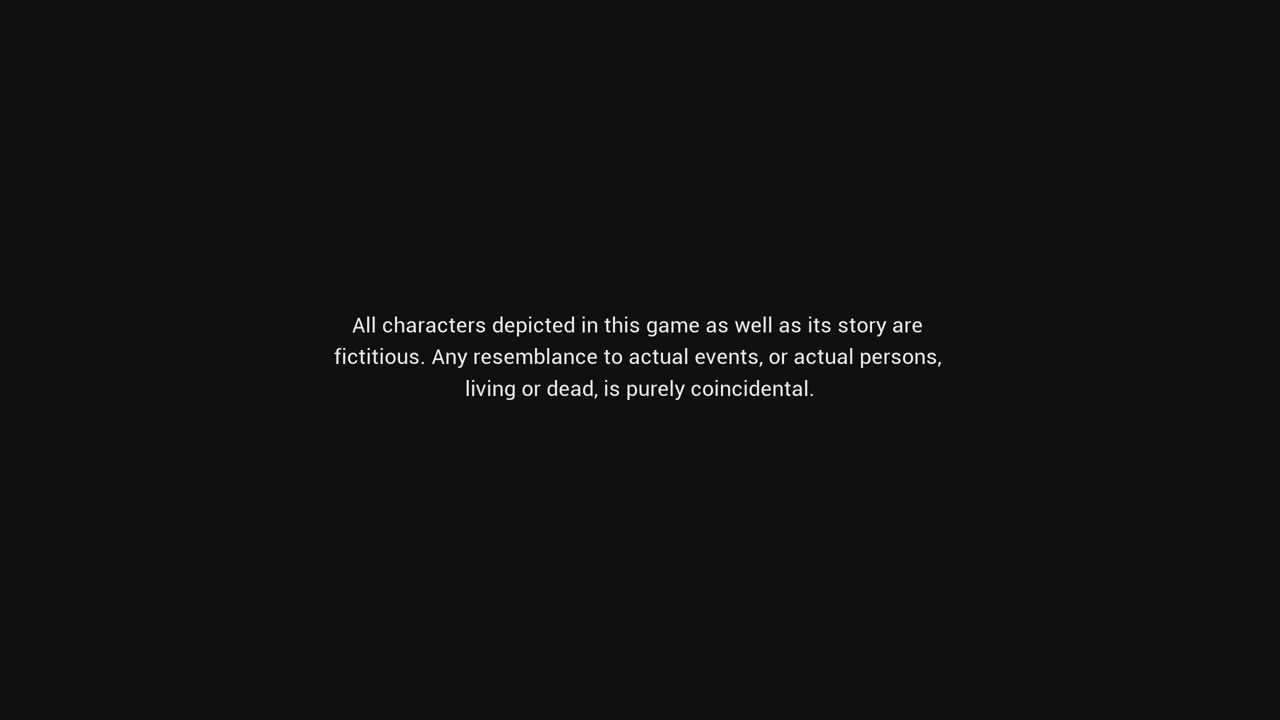 All characters depicted in this game as well as its story are
fictitious. Any resemblance to actual events, or actual persons,
living or dead, is purely coincidental.